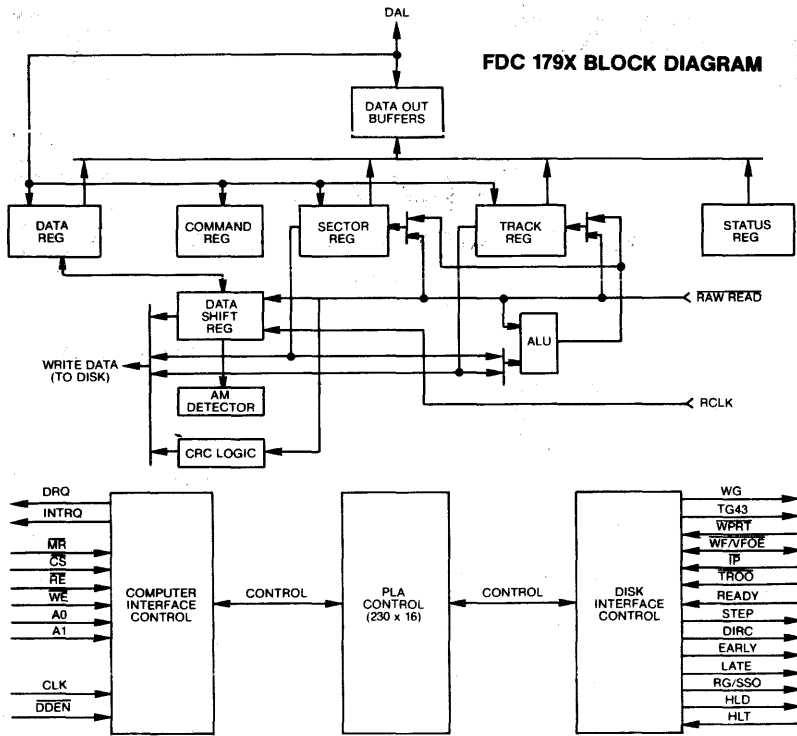 DAL
FDC 179X BLOCK DIAGRAM
DATA OUT
BUFFERS
DATA
REG
COMMAND
REG
SECTOR
REG
TRACK
REG
STATUS
REG
DATA
SHIFT
REG
RAW READ
ALU
WRITE DATA
(TO DISK)
AM
DETECTOR
RCLK
CRC LOGIC
DRQ
INTRQ
MR
CS
RE
WE
A0
A1
CLK
DDEN
COMPUTER
INTERFACE
CONTROL
CONTROL
PLA
CONTROL
(230 x 16)
CONTROL
DISK
INTERFACE
CONTROL
WG
TG43
WPRT
WF/VFOE
IP
TROO
READY
STEP
DIRC
EARLY
LATE
RG/SSO
HLD
HLT